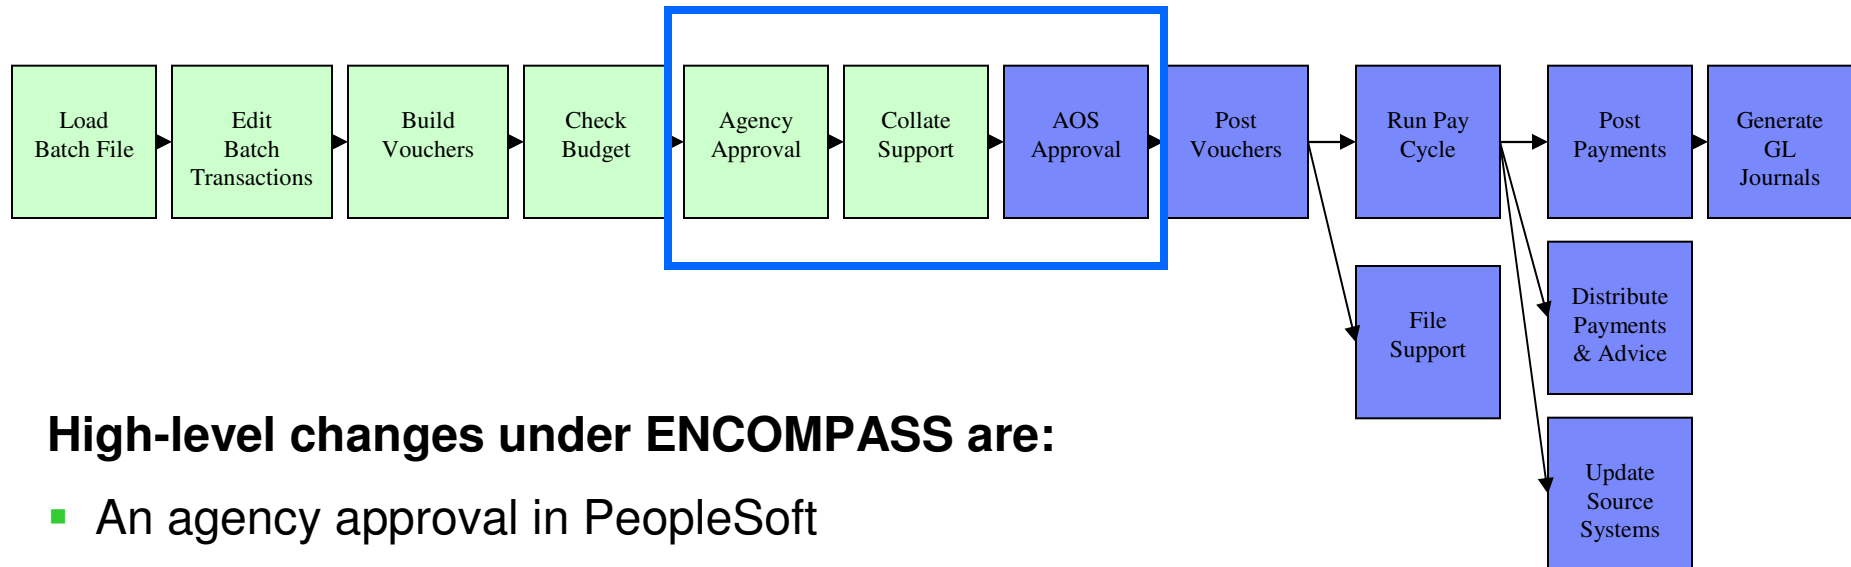 Load
Batch File
Edit
Batch
Transactions
Build
Vouchers
Check
Budget
Agency
Approval
Collate
Support
AOS
Approval
Post
Vouchers
Run Pay
Cycle
Post
Payments
Generate
GL
Journals
File
Support
Distribute
Payments
& Advice
Update
Source
Systems
High-level changes under ENCOMPASS are:
An agency approval in PeopleSoft